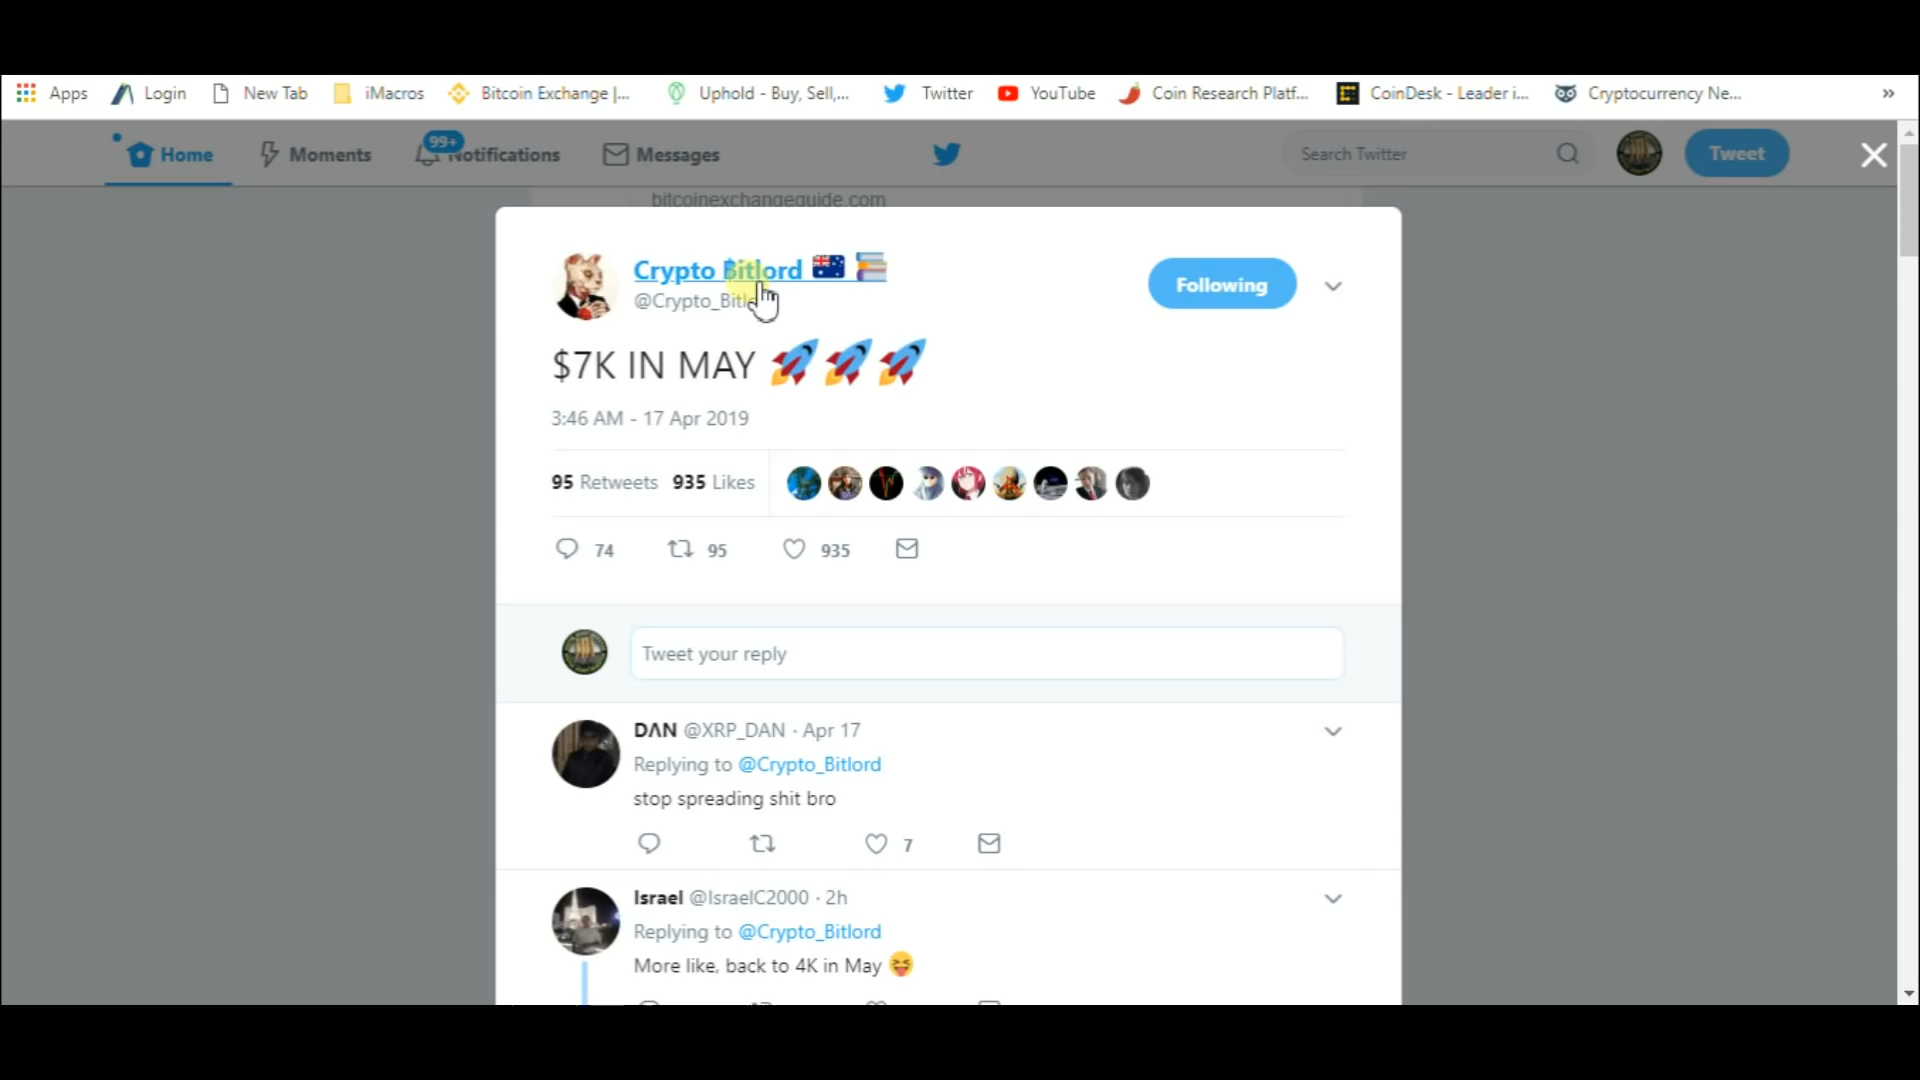 Apps Login New Tab iMacros Bitcoin Exchange |... Uphold - Buy, Sell,... Twitter YouTube Coin Research Platf... CoinDesk - Leader i... Cryptocurrency Ne... »
Home Moments 99+ Notifications Messages Search Twitter Tweet
bitcoinexchangeguide.com
Crypto Bitlord
@Crypto_Bitl
Following
$7K IN MAY 🚀🚀🚀
3:46 AM - 17 Apr 2019
95 Retweets 935 Likes
74 95 935
Tweet your reply
DΛN @XRP_DAN · Apr 17
Replying to @Crypto_Bitlord
stop spreading shit bro
7
Israel @IsraelC2000 · 2h
Replying to @Crypto_Bitlord
More like, back to 4K in May 😝